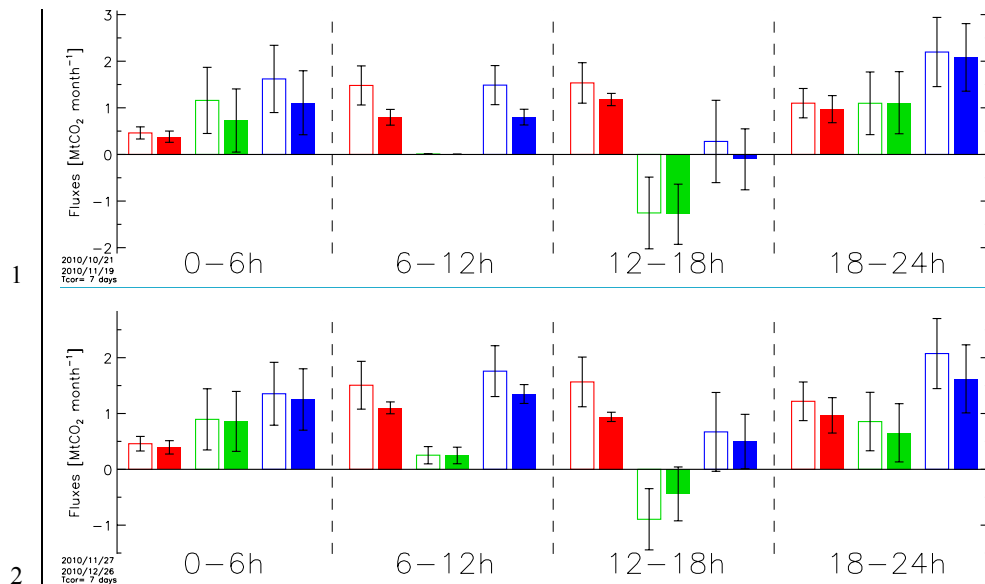 3
2
1
0
−1
−2
Fluxes [MtCO₂ month⁻¹]
0−6h
6−12h
12−18h
18−24h
2010/10/21
2010/11/19
Tcor= 7 days
1
2
1
0
−1
Fluxes [MtCO₂ month⁻¹]
0−6h
6−12h
12−18h
18−24h
2010/11/27
2010/12/26
Tcor= 7 days
2